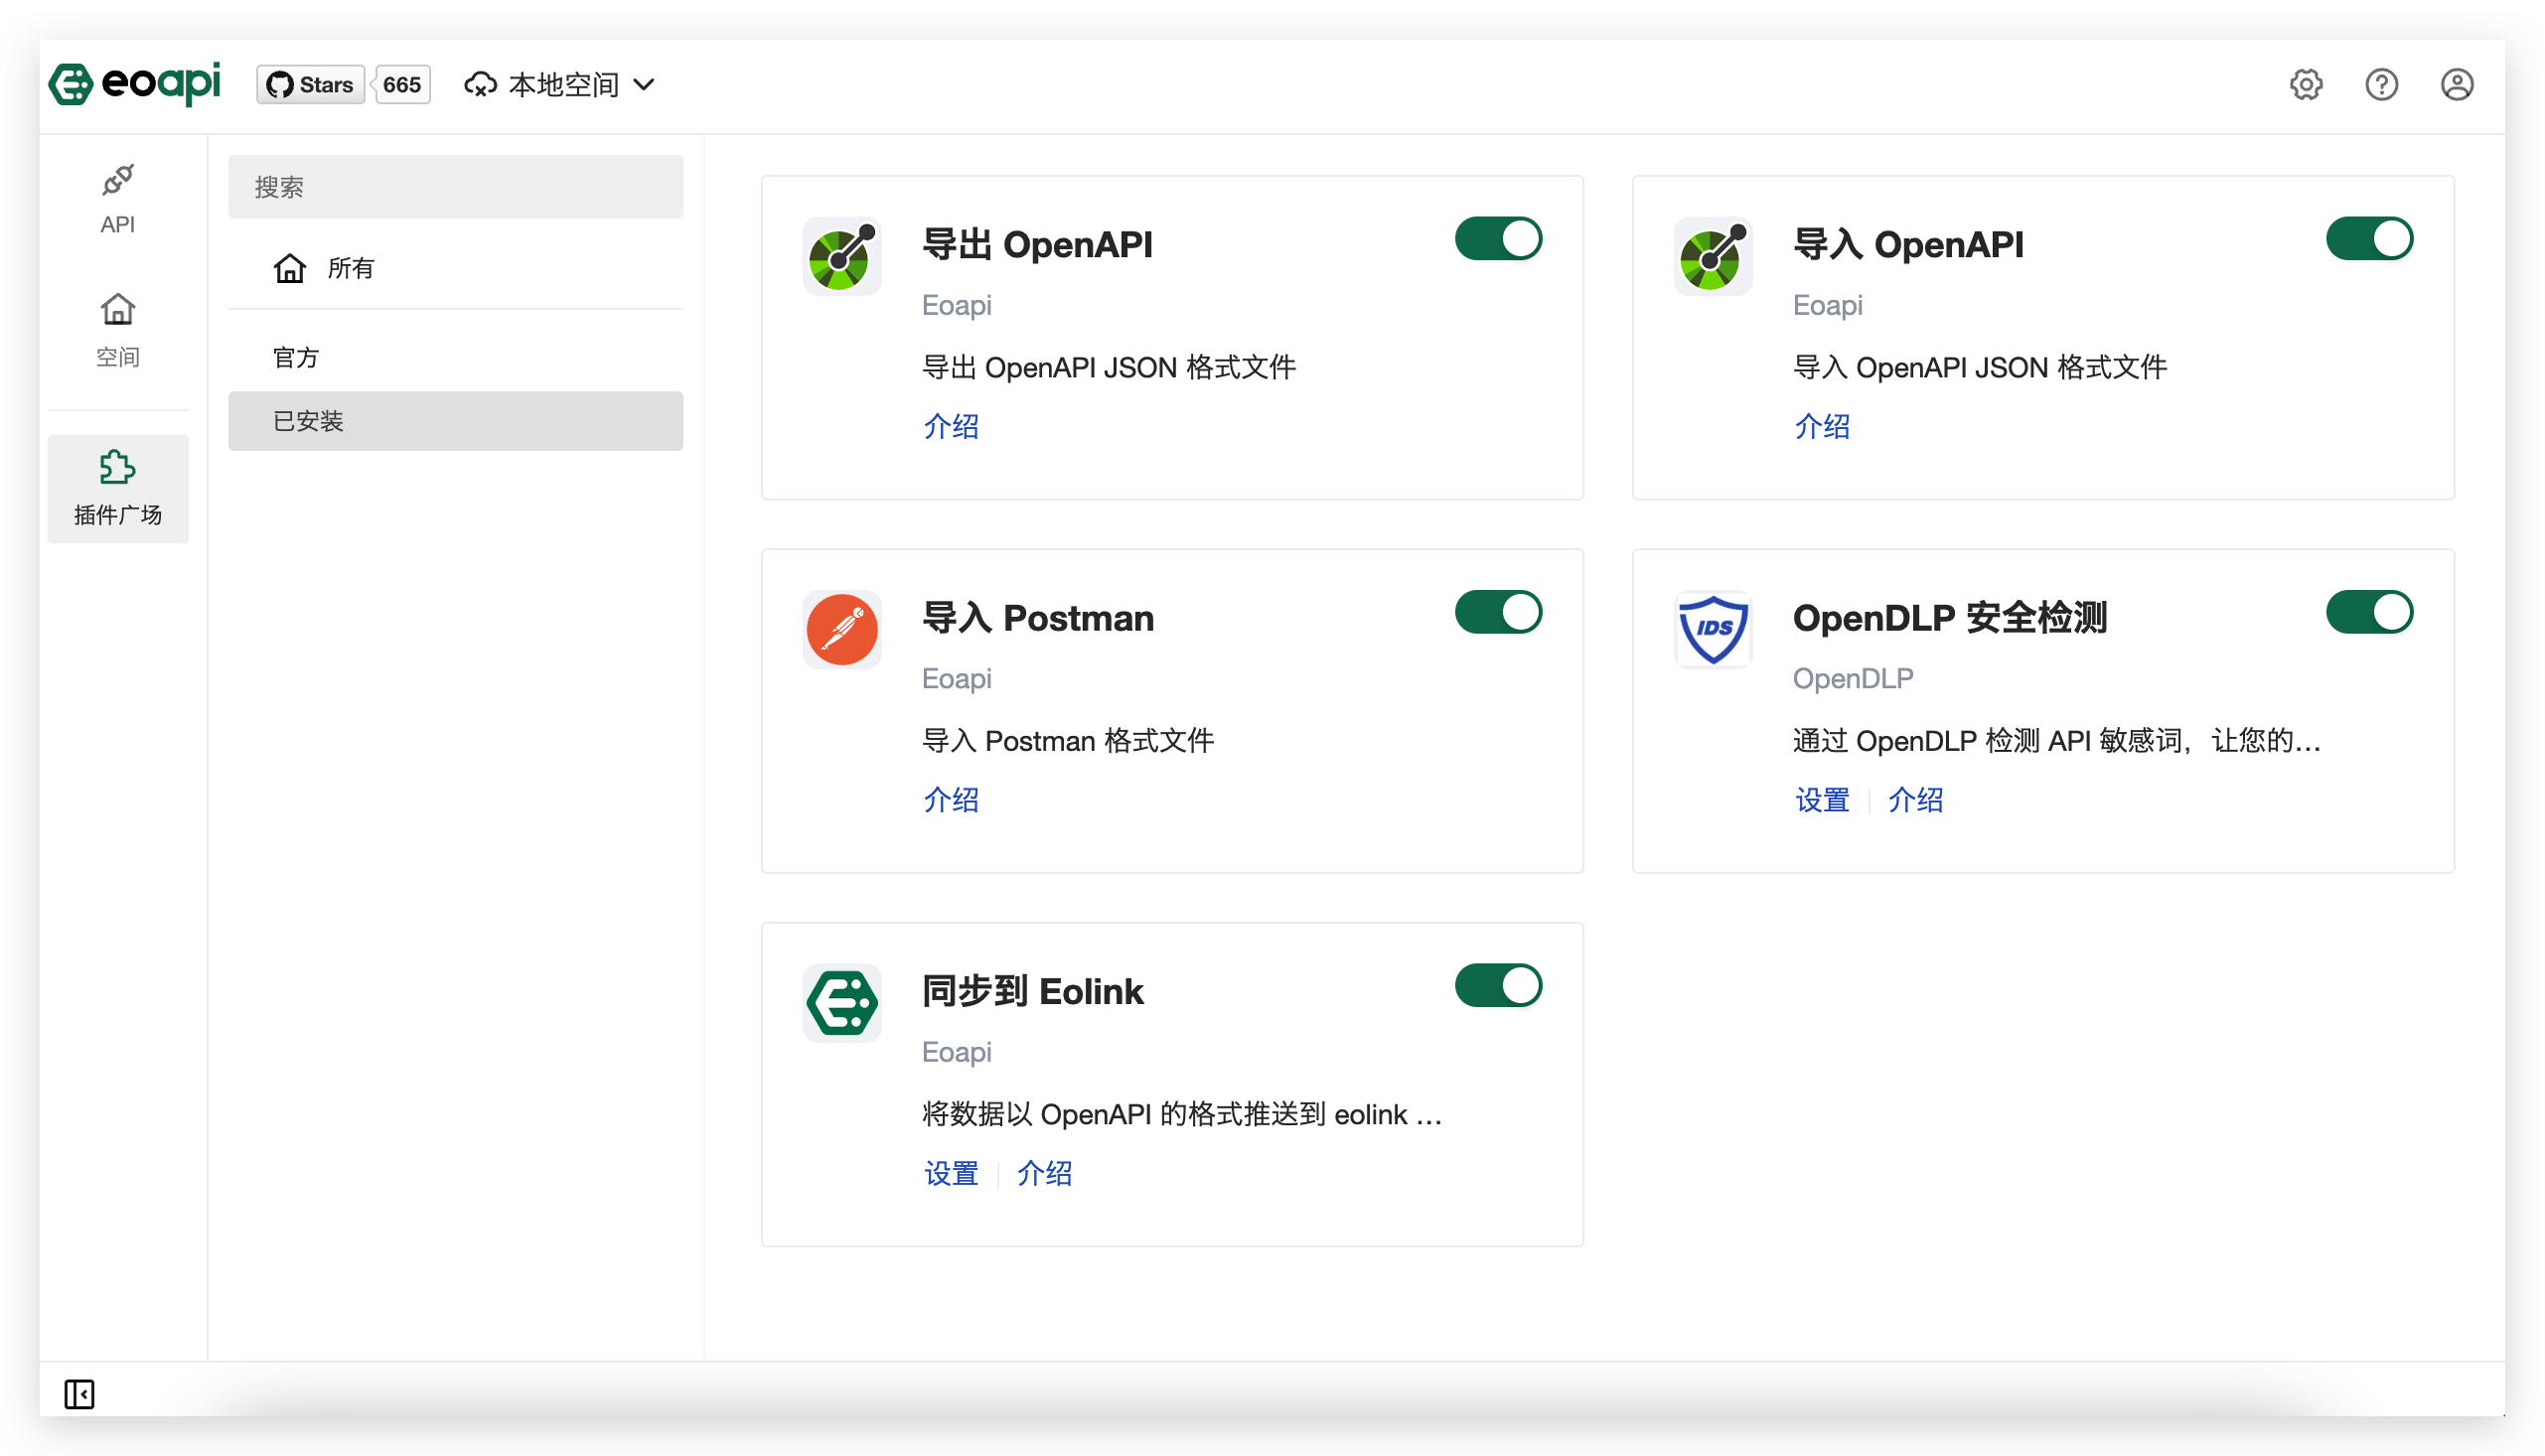 eoapi
Stars 665
本地空间
API
空间
插件广场
搜索
所有
官方
已安装
导出 OpenAPI
Eoapi
导出 OpenAPI JSON 格式文件
介绍
导入 OpenAPI
Eoapi
导入 OpenAPI JSON 格式文件
介绍
导入 Postman
Eoapi
导入 Postman 格式文件
介绍
IDS
OpenDLP 安全检测
OpenDLP
通过 OpenDLP 检测 API 敏感词，让您的...
设置 介绍
同步到 Eolink
Eoapi
将数据以 OpenAPI 的格式推送到 eolink ...
设置 介绍